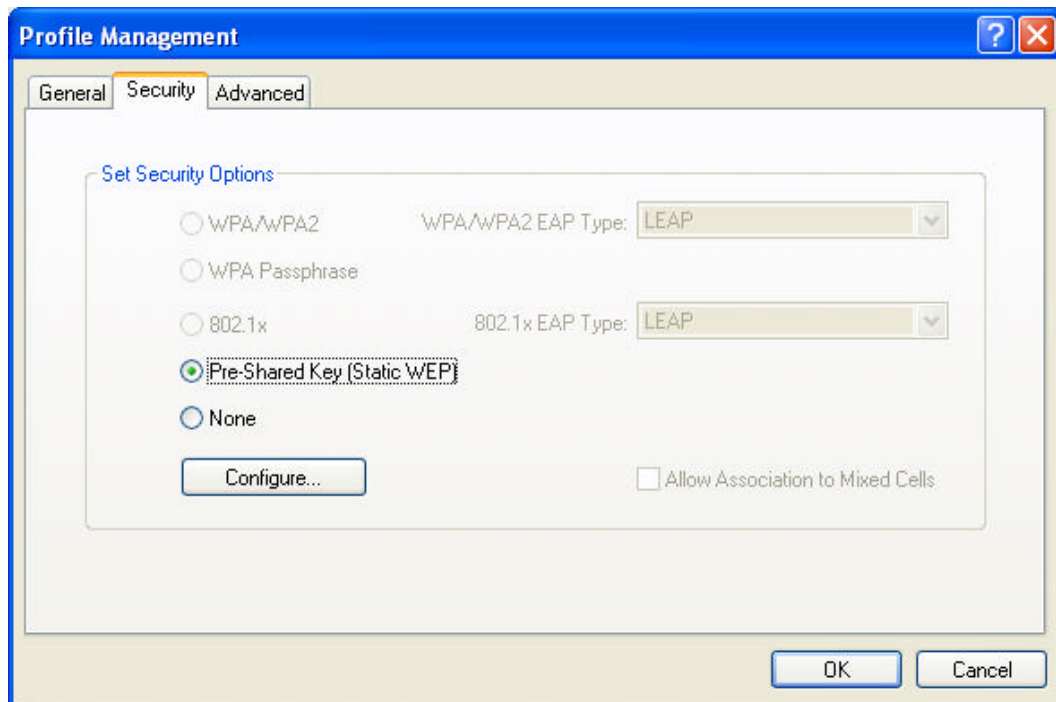 Profile Management
General Security Advanced
Set Security Options
WPA/WPA2 WPA/WPA2 EAP Type: LEAP
WPA Passphrase
802.1x 802.1x EAP Type: LEAP
Pre-Shared Key (Static WEP)
None
Configure... Allow Association to Mixed Cells
OK Cancel